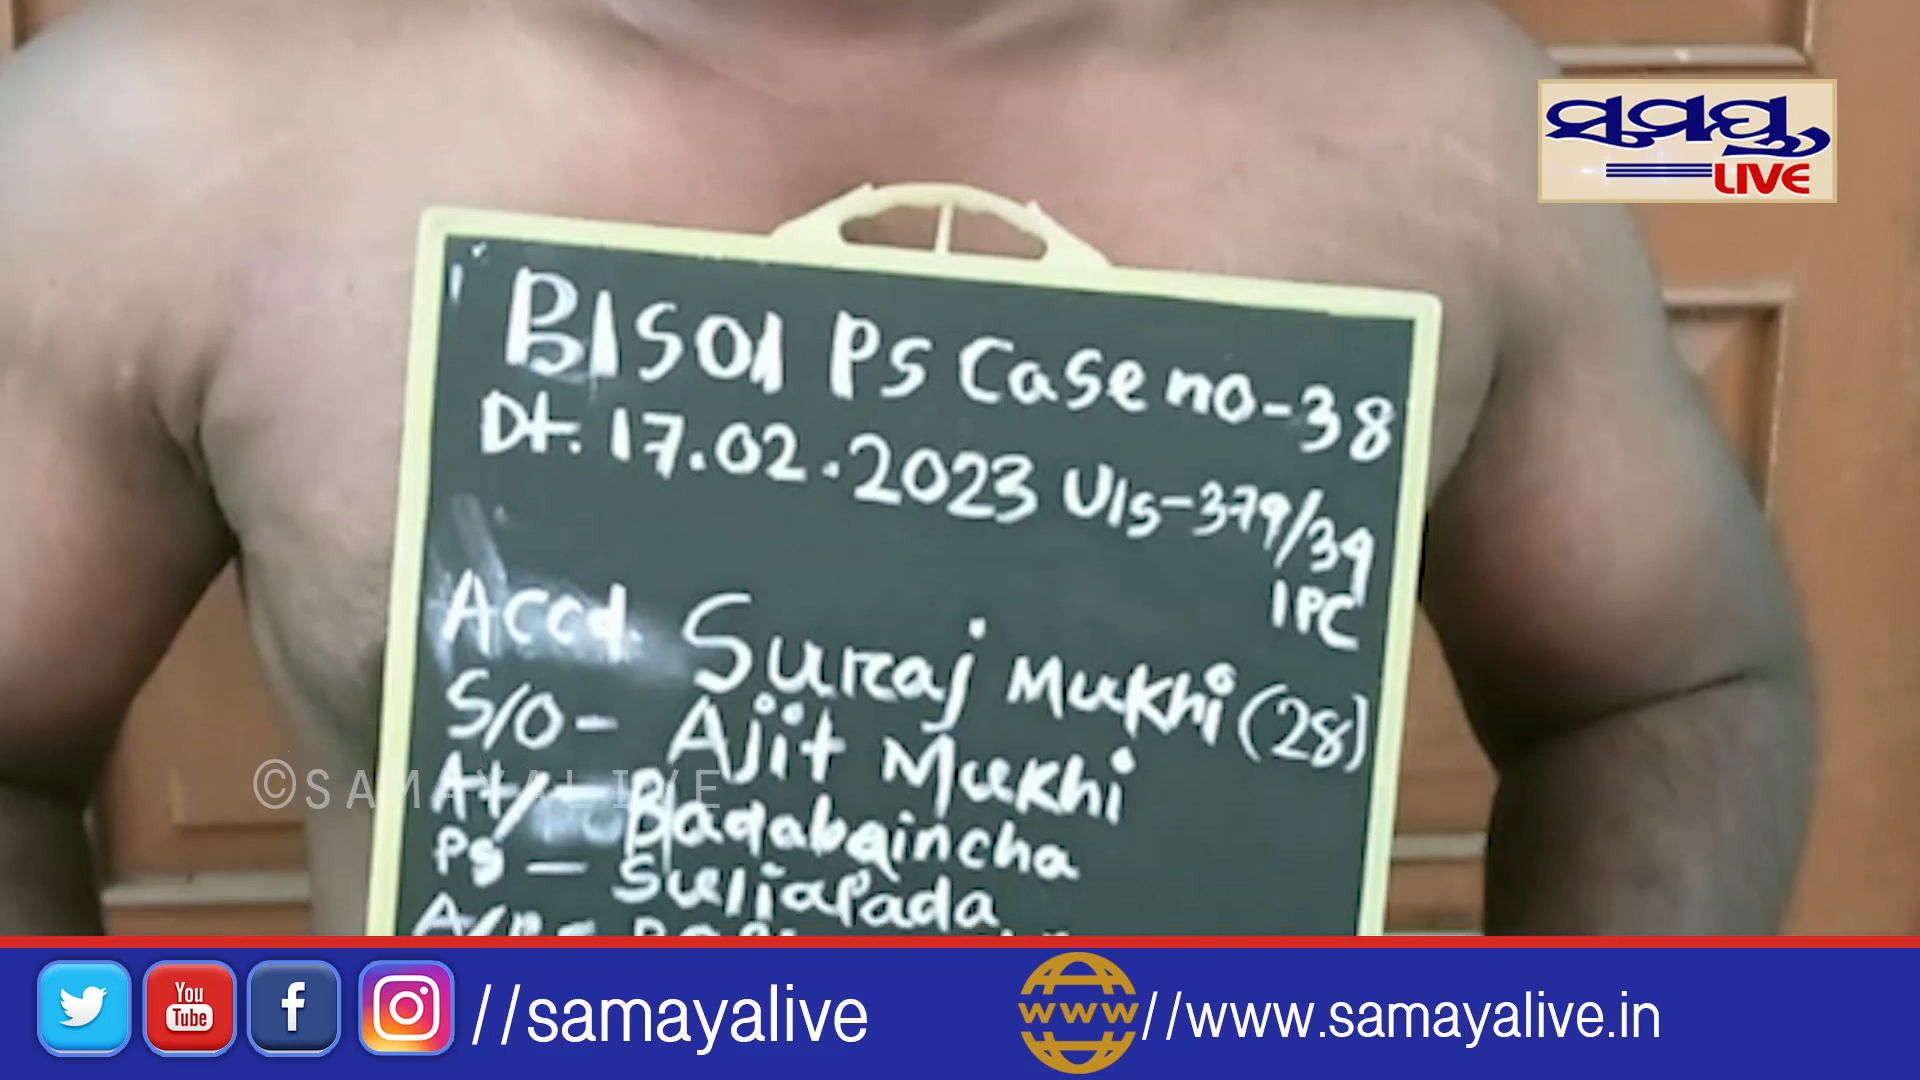 ସମୟ
LIVE
BISOI PS Case no-38
Dt. 17.02.2023 U/s-379/34
IPC
Accd. Suraj Mukhi (28)
S/O - Ajit Mukhi
At/- Badabaincha
PS - Suliapada
©SAMAYALIVE
You
Tube
//samayalive
www//www.samayalive.in